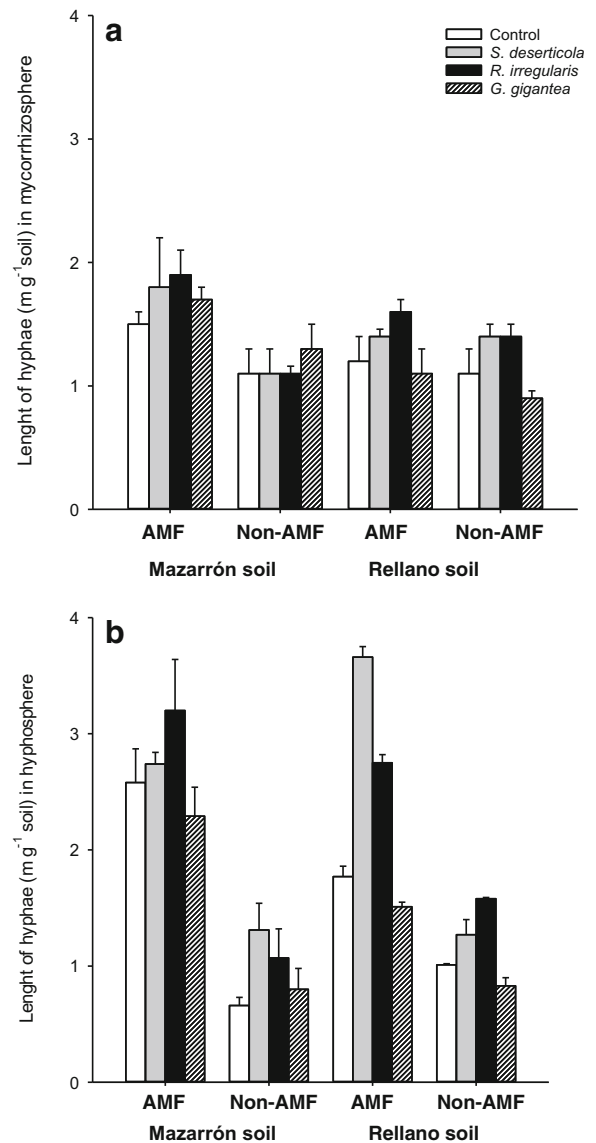 a
Control
S. deserticola
R. irregularis
G. gigantea
Lenght of hyphae (m g⁻¹soil) in mycorrhizosphere
4
3
2
1
0
AMF Non-AMF AMF Non-AMF
Mazarrón soil Rellano soil
b
Lenght of hyphae (m g⁻¹ soil) in hyphosphere
4
3
2
1
0
AMF Non-AMF AMF Non-AMF
Mazarrón soil Rellano soil